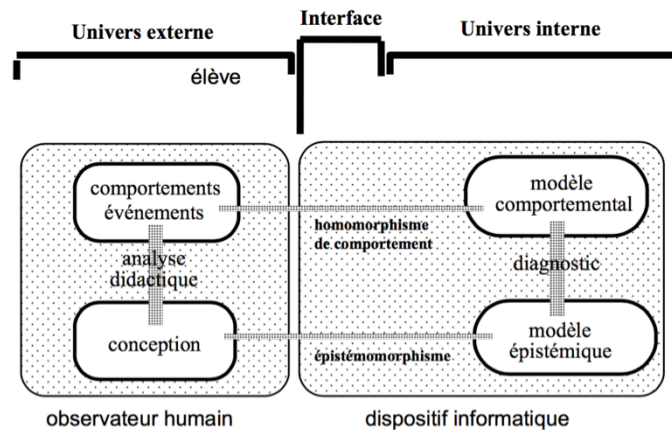 Interface
Univers externe
Univers interne
élève
comportements
événements
modèle
comportemental
homomorphisme
de comportement
analyse
didactique
diagnostic
conception
modèle
épistémique
épistémomorphisme
observateur humain
dispositif informatique